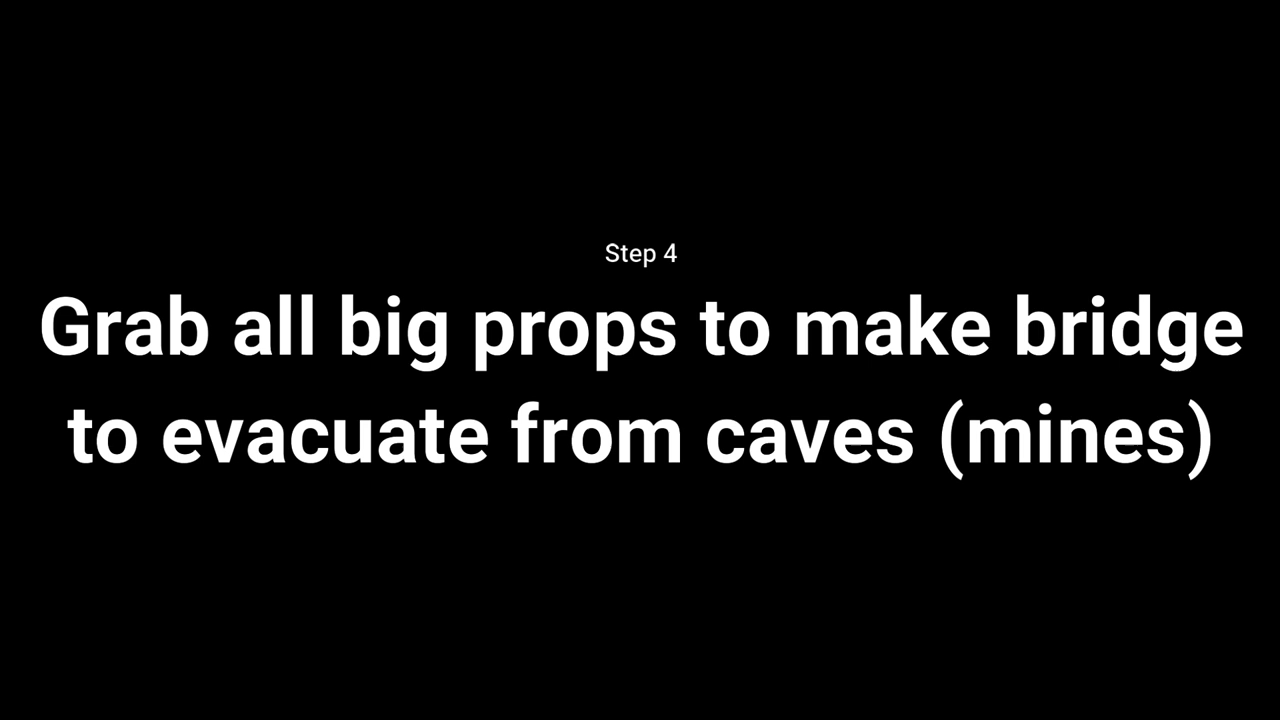 Step 4
Grab all big props to make bridge
to evacuate from caves (mines)